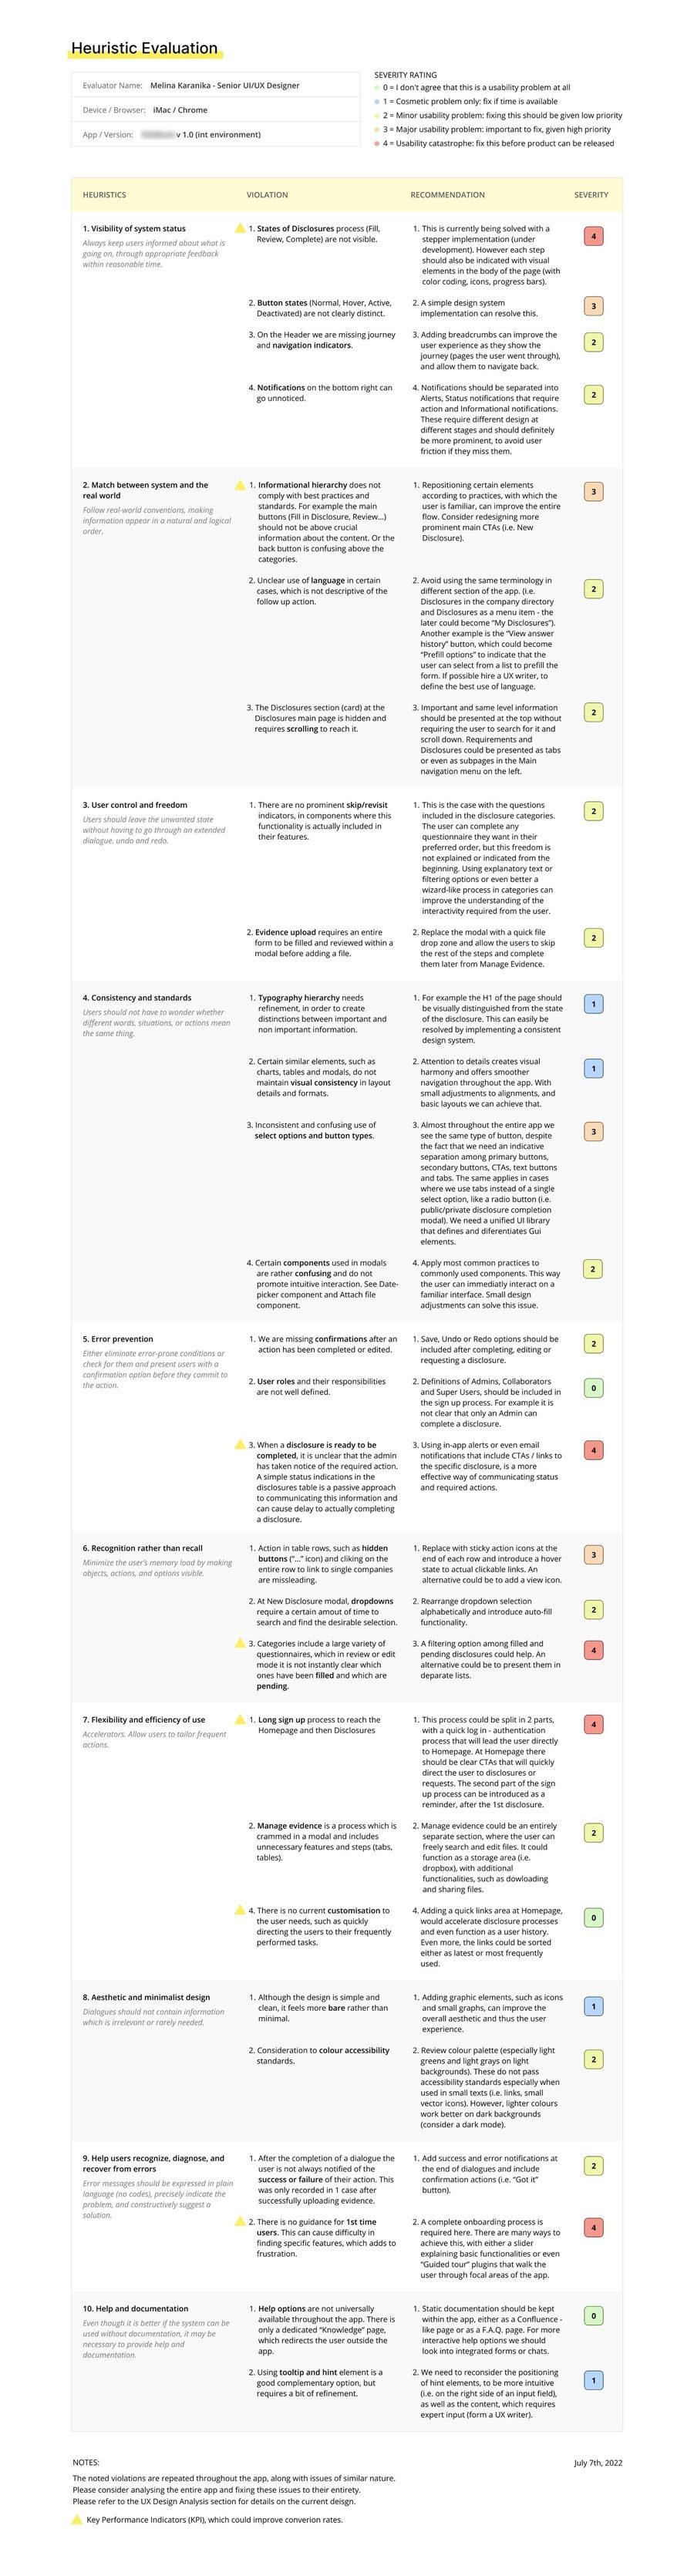 Heuristic Evaluation
Evaluator Name: Melina Karanika - Senior UI/UX Designer
Device / Browser: iMac / Chrome
App / Version: v 1.0 (int environment)
SEVERITY RATING
0 = I don't agree that this is a usability problem at all
1 = Cosmetic problem only: fix if time is available
2 = Minor usability problem: fixing this should be given low priority
3 = Major usability problem: important to fix, given high priority
4 = Usability catastrophe: fix this before product can be released
HEURISTICS VIOLATION RECOMMENDATION SEVERITY
1. Visibility of system status
Always keep users informed about what is
going on, through appropriate feedback
within reasonable time.
1. States of Disclosures process (Fill,
Review, Complete) are not visible.
1. This is currently being solved with a
stepper implementation (under
development). However each step
should also be indicated with visual
elements in the body of the page (with
color coding, icons, progress bars).
4
2. Button states (Normal, Hover, Active,
Deactivated) are not clearly distinct.
2. A simple design system
implementation can resolve this.
3
3. On the Header we are missing journey
and navigation indicators.
3. Adding breadcrumbs can improve the
user experience as they show the
journey (pages the user went through),
and allow them to navigate back.
2
4. Notifications on the bottom right can
go unnoticed.
4. Notifications should be separated into
Alerts, Status notifications that require
action and Informational notifications.
These require different design at
different stages and should definitely
be more prominent, to avoid user
friction if they miss them.
2
2. Match between system and the
real world
Follow real-world conventions, making
information appear in a natural and logical
order.
1. Informational hierarchy does not
comply with best practices and
standards. For example the main
buttons (Fill in Disclosure, Review...)
should not be above crucial
information about the content. Or the
back button is confusing above the
categories.
1. Repositioning certain elements
according to practices, with which the
user is familiar, can improve the entire
flow. Consider redesigning more
prominent main CTAs (i.e. New
Disclosure).
3
2. Unclear use of language in certain
cases, which is not descriptive of the
follow up action.
2. Avoid using the same terminology in
different section of the app. (i.e.
Disclosures in the company directory
and Disclosures as a menu item - the
later could become “My Disclosures”).
Another example is the “View answer
history” button, which could become
“Prefill options” to indicate that the
user can select from a list to prefill the
form. If possible hire a UX writer, to
define the best use of language.
2
3. The Disclosures section (card) at the
Disclosures main page is hidden and
requires scrolling to reach it.
3. Important and same level information
should be presented at the top without
requiring the user to search for it and
scroll down. Requirements and
Disclosures could be presented as tabs
or even as subpages in the Main
navigation menu on the left.
2
3. User control and freedom
Users should leave the unwanted state
without having to go through an extended
dialogue. undo and redo.
1. There are no prominent skip/revisit
indicators, in components where this
functionality is actually included in
their features.
1. This is the case with the questions
included in the disclosure categories.
The user can complete any
questionnaire they want in their
preferred order, but this freedom is
not explained or indicated from the
beginning. Using explanatory text or
filtering options or even better a
wizard-like process in categories can
improve the understanding of the
interactivity required from the user.
2
2. Evidence upload requires an entire
form to be filled and reviewed within a
modal before adding a file.
2. Replace the modal with a quick file
drop zone and allow the users to skip
the rest of the steps and complete
them later from Manage Evidence.
2
4. Consistency and standards
Users should not have to wonder whether
different words, situations, or actions mean
the same thing.
1. Typography hierarchy needs
refinement, in order to create
distinctions between important and
non important information.
1. For example the H1 of the page should
be visually distinguished from the state
of the disclosure. This can easily be
resolved by implementing a consistent
design system.
1
2. Certain similar elements, such as
charts, tables and modals, do not
maintain visual consistency in layout
details and formats.
2. Attention to details creates visual
harmony and offers smoother
navigation throughout the app. With
small adjustments to alignments, and
basic layouts we can achieve that.
1
3. Inconsistent and confusing use of
select options and button types.
3. Almost throughout the entire app we
see the same type of button, despite
the fact that we need an indicative
separation among primary buttons,
secondary buttons, CTAs, text buttons
and tabs. The same applies in cases
where we use tabs instead of a single
select option, like a radio button (i.e.
public/private disclosure completion
modal). We need a unified UI library
that defines and diferentiates Gui
elements.
3
4. Certain components used in modals
are rather confusing and do not
promote intuitive interaction. See Date-
picker component and Attach file
component.
4. Apply most common practices to
commonly used components. This way
the user can immediatly interact on a
familiar interface. Small design
adjustments can solve this issue.
2
5. Error prevention
Either eliminate error-prone conditions or
check for them and present users with a
confirmation option before they commit to
the action.
1. We are missing confirmations after an
action has been completed or edited.
1. Save, Undo or Redo options should be
included after completing, editing or
requesting a disclosure.
2
2. User roles and their responsibilities
are not well defined.
2. Definitions of Admins, Collaborators
and Super Users, should be included in
the sign up process. For example it is
not clear that only an Admin can
complete a disclosure.
0
3. When a disclosure is ready to be
completed, it is unclear that the admin
has taken notice of the required action.
A simple status indications in the
disclosures table is a passive approach
to communicating this information and
can cause delay to actually completing
a disclosure.
3. Using in-app alerts or even email
notifications that include CTAs / links to
the specific disclosure, is a more
effective way of communicating status
and required actions.
4
6. Recognition rather than recall
Minimize the user's memory load by making
objects, actions, and options visible.
1. Action in table rows, such as hidden
buttons (“...” icon) and cliking on the
entire row to link to single companies
are missleading.
1. Replace with sticky action icons at the
end of each row and introduce a hover
state to actual clickable links. An
alternative could be to add a view icon.
3
2. At New Disclosure modal, dropdowns
require a certain amout of time to
search and find the desirable selection.
2. Rearrange dropdown selection
alphabetically and introduce auto-fill
functionality.
2
3. Categories include a large variety of
questionnaires, which in review or edit
mode it is not instantly clear which
ones have been filled and which are
pending.
3. A filtering option among filled and
pending disclosures could help. An
alternative could be to present them in
deparate lists.
4
7. Flexibility and efficiency of use
Accelerators. Allow users to tailor frequent
actions.
1. Long sign up process to reach the
Homepage and then Disclosures
1. This process could be split in 2 parts,
with a quick log in - authentication
process that will lead the user directly
to Homepage. At Homepage there
should be clear CTAs that will quickly
direct the user to disclosures or
requests. The second part of the sign
up process can be introduced as a
reminder, after the 1st disclosure.
4
2. Manage evidence is a process which is
crammed in a modal and includes
unnecessary features and steps (tabs,
tables).
2. Manage evidence could be an entirely
separate section, where the user can
freely search and edit files. It could
function as a storage area (i.e.
dropbox), with additional
functionalities, such as dowloading
and sharing files.
2
4. There is no current customisation to
the user needs, such as quickly
directing the users to their frequently
performed tasks.
4. Adding a quick links area at Homepage,
would accelerate disclosure processes
and even function as a user history.
Even more, the links could be sorted
either as latest or most frequently
used.
0
8. Aesthetic and minimalist design
Dialogues should not contain information
which is irrelevant or rarely needed.
1. Although the design is simple and
clean, it feels more bare rather than
minimal.
1. Adding graphic elements, such as icons
and small graphs, can improve the
overall aesthetic and thus the user
experience.
1
2. Consideration to colour accessibility
standards.
2. Review colour palette (especially light
greens and light grays on light
backgrounds). These do not pass
accessibility standards especially when
used in small texts (i.e. links, small
vector icons). However, lighter colours
work better on dark backgrounds
(consider a dark mode).
2
9. Help users recognize, diagnose, and
recover from errors
Error messages should be expressed in plain
language (no codes), precisely indicate the
problem, and constructively suggest a
solution.
1. After the completion of a dialogue the
user is not always notified of the
success or failure of their action. This
was only recorded in 1 case after
successfully uploading evidence.
1. Add success and error notifications at
the end of dialogues and include
confirmation actions (i.e. “Got it”
button).
2
2. There is no guidance for 1st time
users. This can cause difficulty in
finding specific features, which adds to
frustration.
2. A complete onboarding process is
required here. There are many ways to
achieve this, with either a slider
explaining basic functionalities or even
“Guided tour” plugins that walk the
user through focal areas of the app.
4
10. Help and documentation
Even though it is better if the system can be
used without documentation, it may be
necessary to provide help and
documentation.
1. Help options are not universally
available throughout the app. There is
only a dedicated “Knowledge” page,
which redirects the user outside the
app.
1. Static documentation should be kept
within the app, either as a Confluence -
like page or as a F.A.Q. page. For more
interactive help options we should
look into integrated forms or chats.
0
2. Using tooltip and hint element is a
good complementary option, but
requires a bit of refinement.
2. We need to reconsider the positioning
of hint elements, to be more intuitive
(i.e. on the right side of an input field),
as well as the content, which requires
expert input (form a UX writer).
1
NOTES:
July 7th, 2022
The noted violations are repeated throughout the app, along with issues of similar nature.
Please consider analysing the entire app and fixing these issues to their entirety.
Please refer to the UX Design Analysis section for details on the current deisgn.
Key Performance Indicators (KPI), which could improve converion rates.